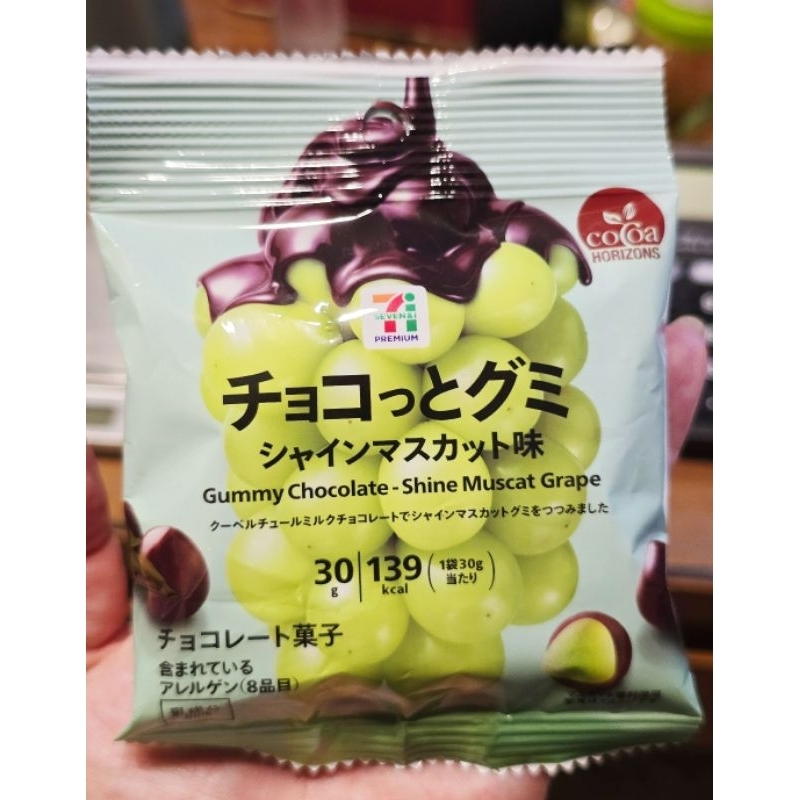 cocoa
HORIZONS
SEVEN&i
PREMIUM
チョコっとグミ
シャインマスカット味
Gummy Chocolate - Shine Muscat Grape
クーベルチュールミルクチョコレートでシャインマスカットグミをつつみました
30g 139kcal (1袋30g当たり)
チョコレート菓子
含まれている
アレルゲン(8品目)